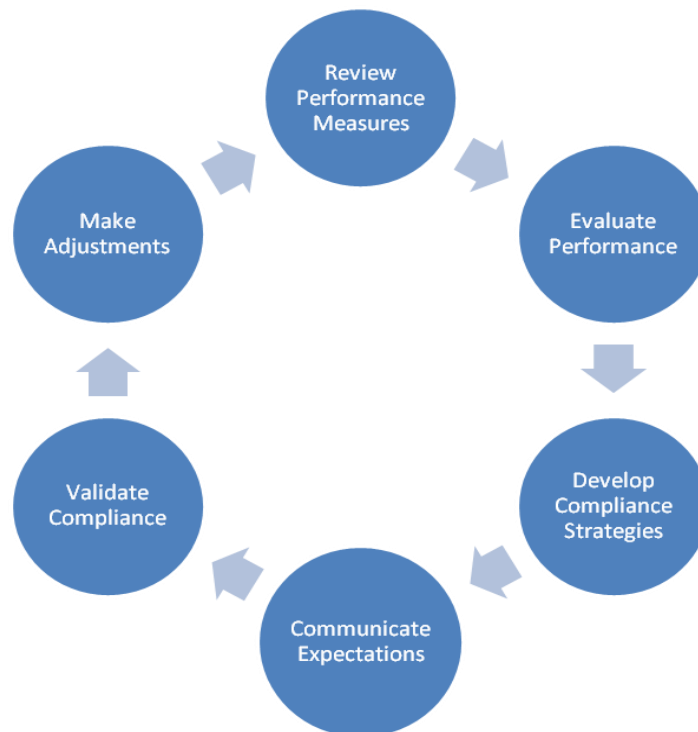 Review
Performance
Measures
Evaluate
Performance
Develop
Compliance
Strategies
Communicate
Expectations
Validate
Compliance
Make
Adjustments